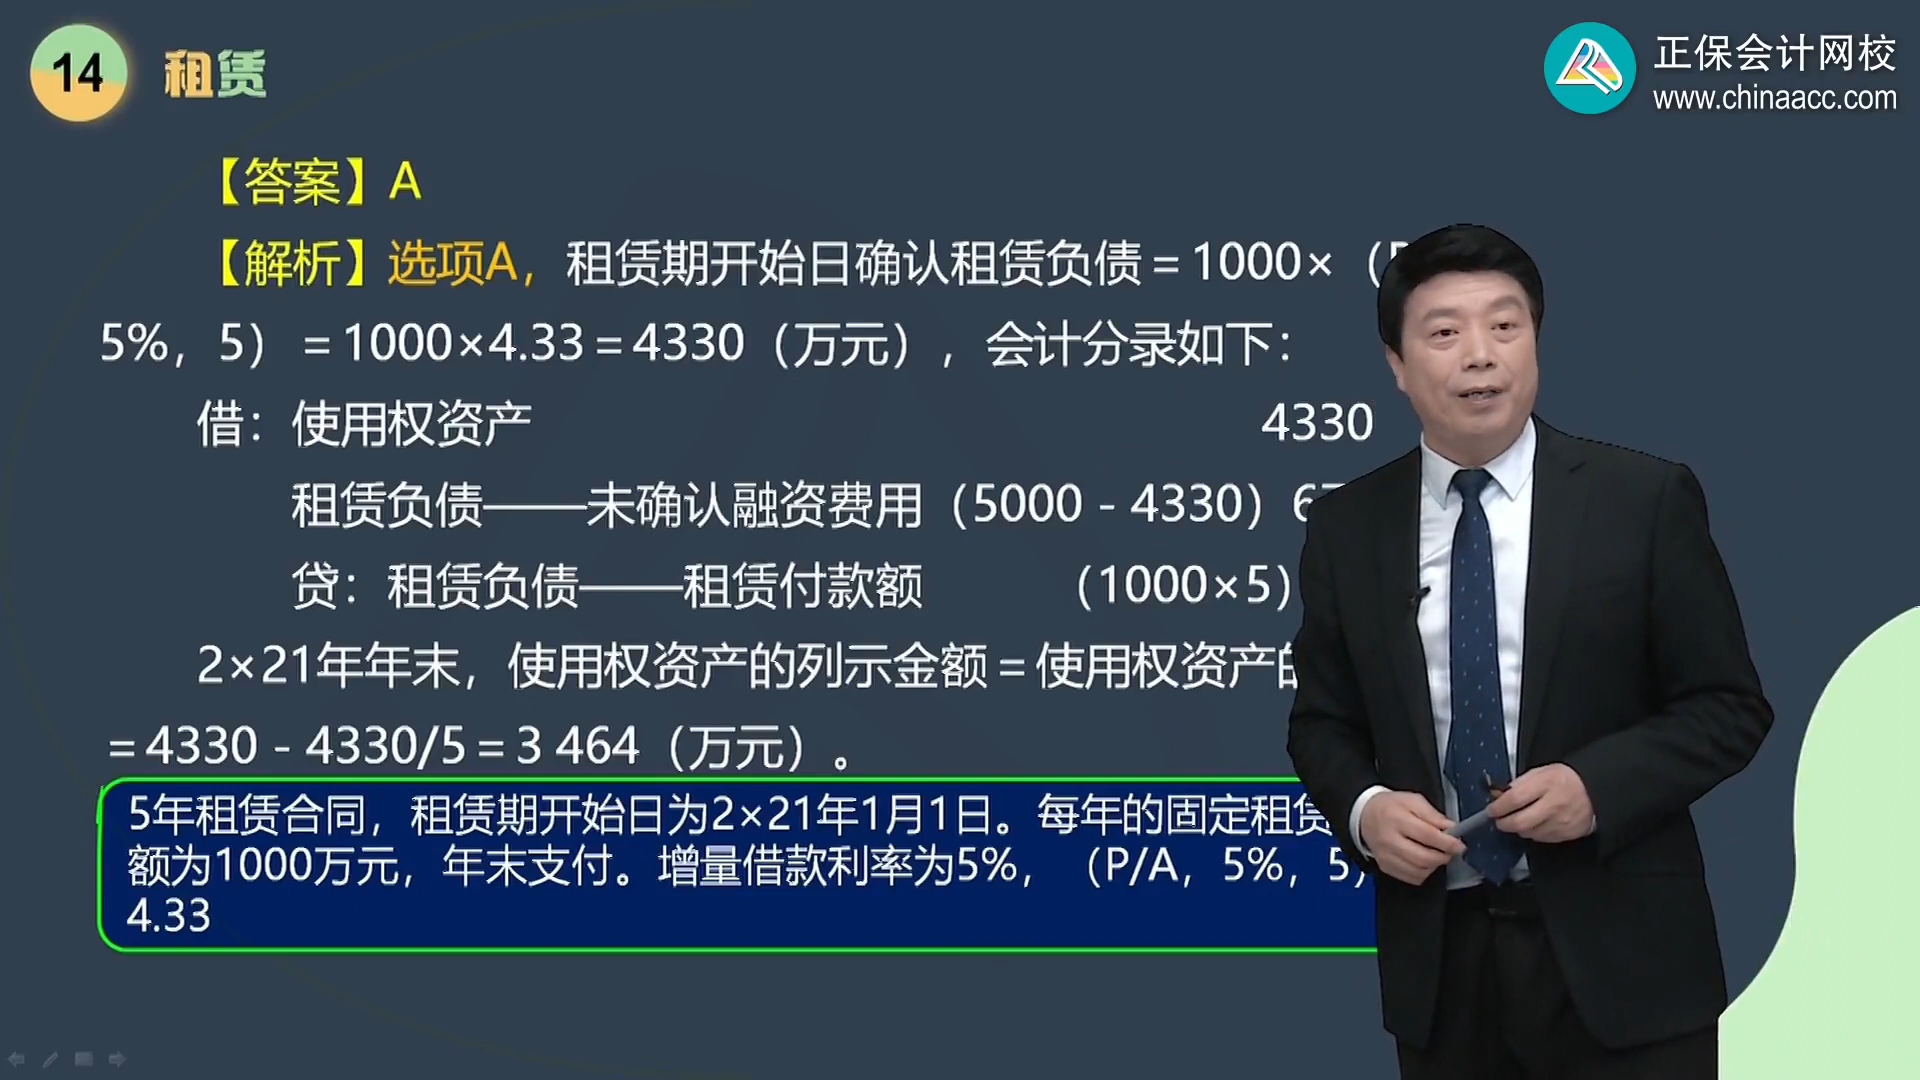 14 租赁
正保会计网校
www.chinaacc.com
【答案】A
【解析】选项A，租赁期开始日确认租赁负债＝1000×（
5%，5）＝1000×4.33＝4330（万元），会计分录如下：
借：使用权资产 4330
租赁负债——未确认融资费用（5000－4330）
贷：租赁负债——租赁付款额 （1000×5）
2×21年年末，使用权资产的列示金额＝使用权资产的
＝4330－4330/5＝3 464（万元）。
5年租赁合同，租赁期开始日为2×21年1月1日。每年的固定租赁
额为1000万元，年末支付。增量借款利率为5%，（P/A，5%，5）
4.33